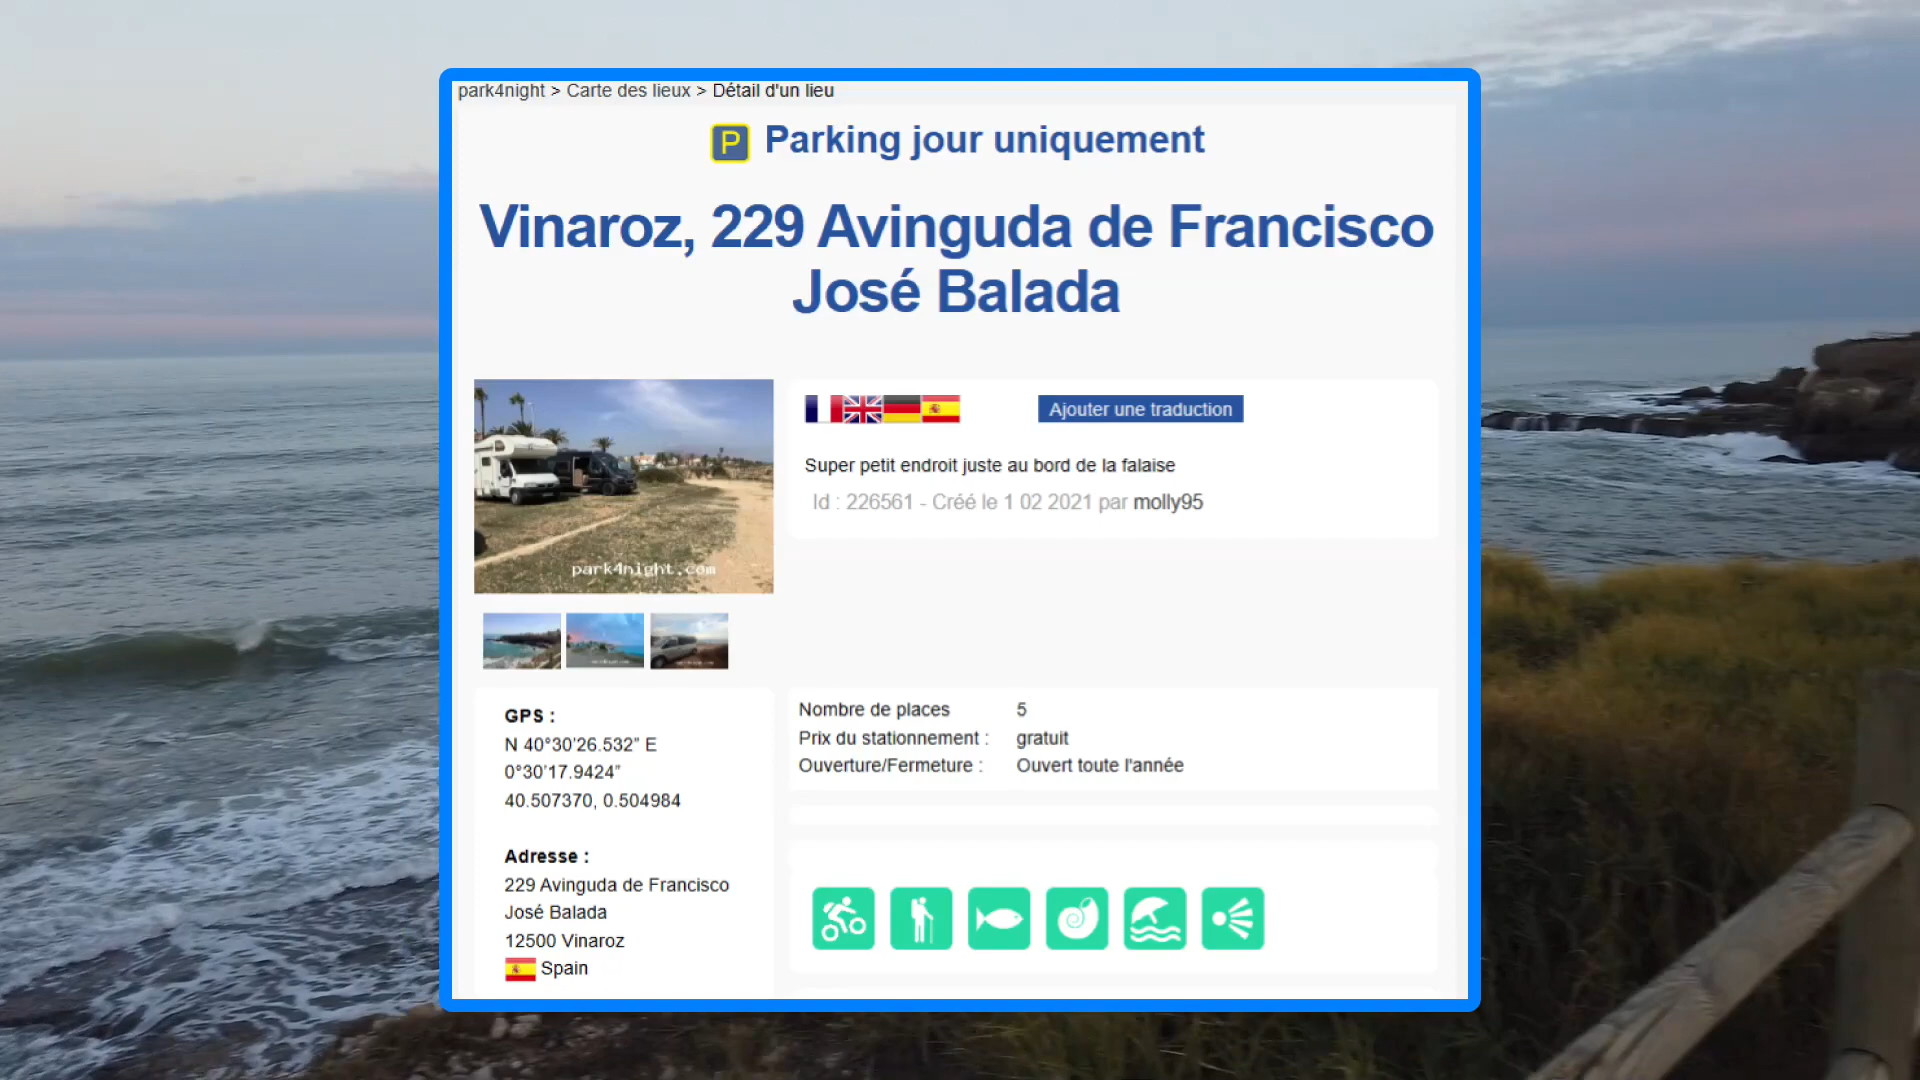 park4night > Carte des lieux > Détail d'un lieu
P Parking jour uniquement
Vinaroz, 229 Avinguda de Francisco
José Balada
park4night.com
Ajouter une traduction
Super petit endroit juste au bord de la falaise
Id : 226561 - Créé le 1 02 2021 par molly95
GPS :
N 40°30'26.532" E
0°30'17.9424"
40.507370, 0.504984
Adresse :
229 Avinguda de Francisco
José Balada
12500 Vinaroz
Spain
Nombre de places 5
Prix du stationnement : gratuit
Ouverture/Fermeture : Ouvert toute l'année